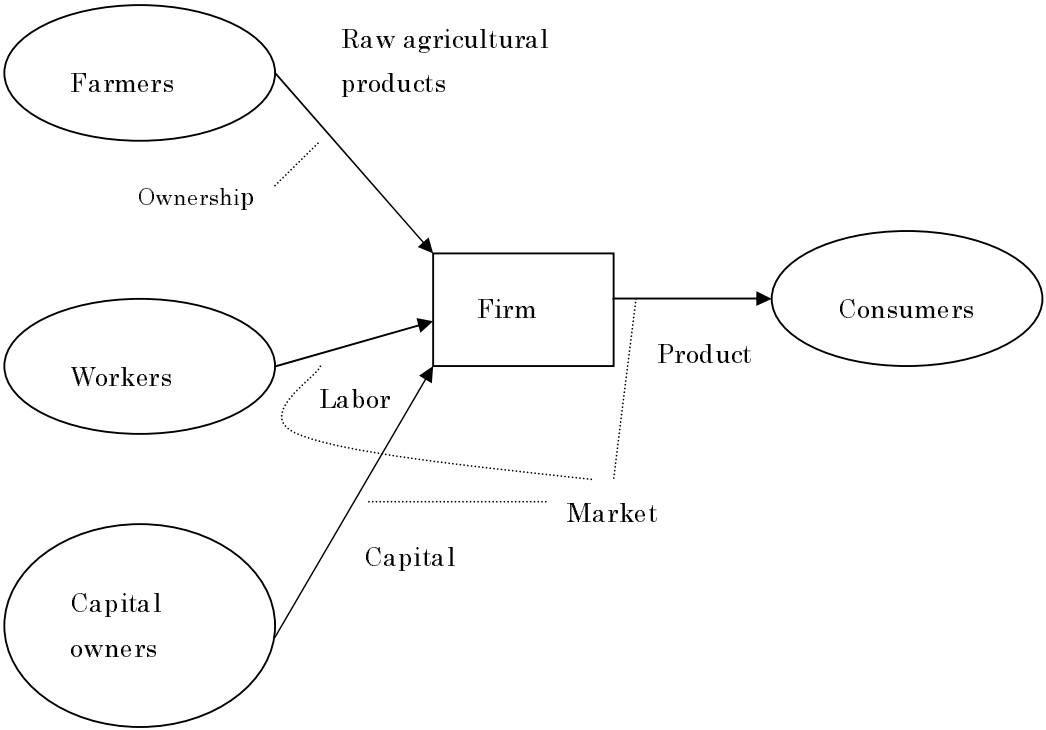 Raw agricultural
products
Farmers
Ownership
Firm
Consumers
Product
Workers
Labor
Market
Capital
Capital
owners